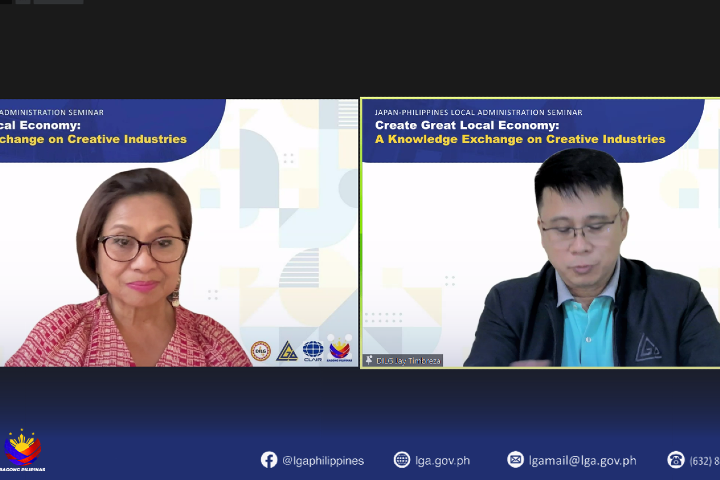 ADMINISTRATION SEMINAR
cal Economy:
change on Creative Industries
JAPAN-PHILIPPINES LOCAL ADMINISTRATION SEMINAR
Create Great Local Economy:
A Knowledge Exchange on Creative Industries
DILG
LGA
CLAIR
BAGONG PILIPINAS
DILG Jay Timbreza
LGA
BAGONG PILIPINAS
@lgaphilippines
lga.gov.ph
lgamail@lga.gov.ph
(632) 8